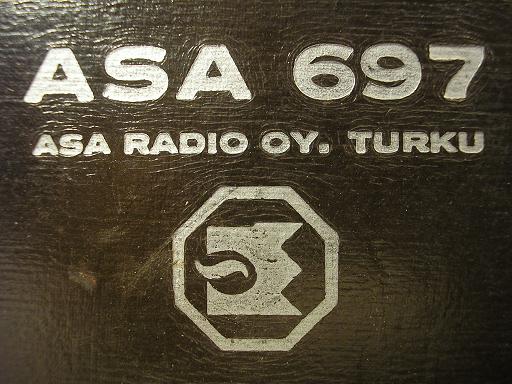 ASA 697
ASA RADIO OY. TURKU